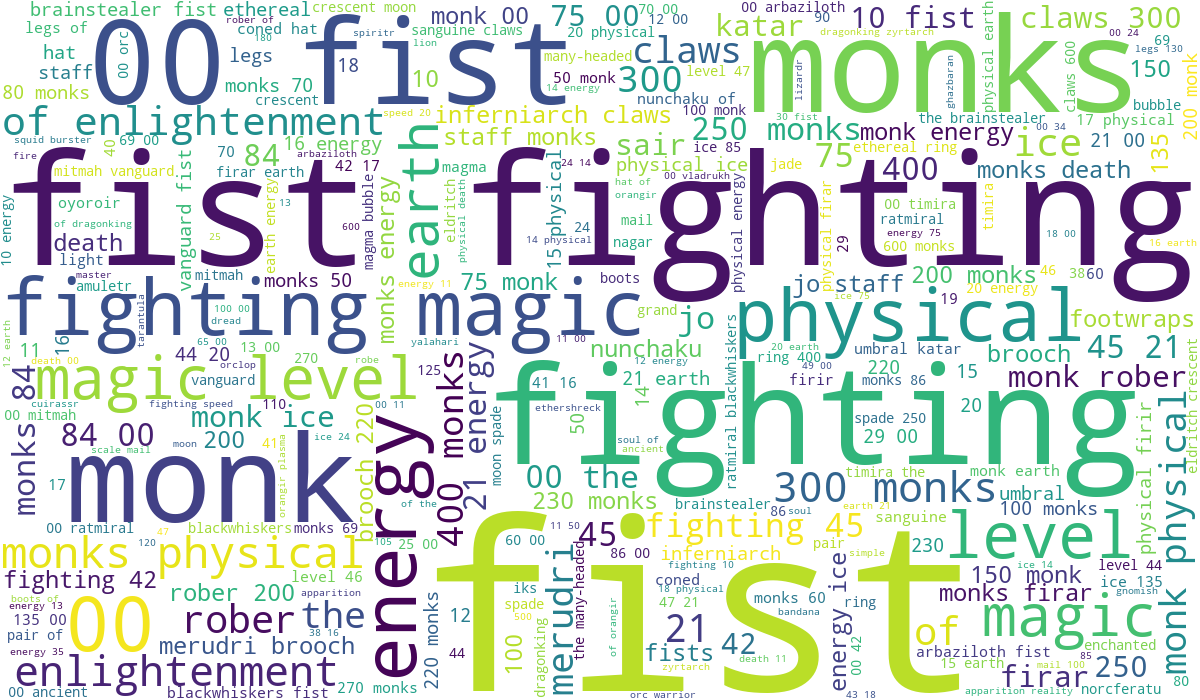 brainstealer fist
ethereal
crescent moon
rober of
monk 00
75 00
70 00
12 00
00 arbaziloth
90
dragonking zyrtarch
10 fist
00 24
claws 300
69
legs 130
legs of
coned hat
180
spiritr
sanguine claws
20 physical
many-headed
katar
hat
00 orc
00 fist
legs
lion
claws
monks
150
monk
staff
18
10
50 monk
300
level 47
lizardr
ghazbaran
physical earth
claws 600
80 monks
monks 70
14 energy
nunchaku of
100 monk
bubble
crescent
speed 20
inferniarch claws
30 fist
the brainstealer
17 physical
200
of enlightenment
earth
staff monks
sair
250 monks
monk energy
00 34
ice
21 00
135
squid burster
69 00
16 energy
ice 85
ethereal ring
fire
40
arbaziloth
42 17
magma
24 14
physical ice
jade
75
400
monks death
mitmah vanguard
70
84
firar earth
vanguard fist
fist
fighting
00 vladrukh
hat of
orangir
10 energy
oyoroir
13
eldritch
physical death
15 physical
mail
physical energy
00 timira
timira
of dragonking
600
magma bubble
monks energy
24
ratmiral
physical firar
29
death
25
earth energy
14 physical
nagar
energy 75
600 monks
18 00
16 earth
light
master
mitmah
monks 50
energy 11
75 monk
boots
jo staff
ice 75
200 monks
46
38
60
amuletr
20 energy
fighting
100 00
dread
magic
grand
jo
physical
19
footwraps
tarantula
65 00
yalahari
11 00
12 earth
11
16
13 00
nunchaku
20 earth
umbral katar
brooch
45 21
death 00
44 20
orclop
270
robe
12 energy
ring 400
49 00
220
84
magic level
125
21 energy
41 16
21 earth
firir
monks 86
15
monk rober
cuirassr
vanguard
fighting speed
110
00 11
ethershreck
14
fighting
20
00 mitmah
monk ice
brooch 220
400 monks
moon spade
50
ratmiral blackwhiskers
spade 250
monks
84 00
moon
200
41
ice 24
soul of
ancient
29 00
physical firir
eldritch crescent
scale mail
orangir plasma
monk
energy
00 the
timira the
monk earth
17
of the
230 monks
brainstealer
300 monks
umbral
100 monks
00 ratmiral
47
blackwhiskers
monks 69
11 50
86
soul
earth 21
sanguine
monk physical
monks physical
120
105
25 00
60 00
45
fighting 45
pair
230
level
fist
86 00
inferniarch
simple
fighting 42
level 46
iks
merudri
the many-headed
fighting 10
energy ice
150 monk
ice 14
level 44
boots of
apparition
coned
18 physical
ice 135
energy 13
rober 200
spade
47 21
monks 60
ring
monks firar
gnomish
135 00
00
rober
the
220 monks
12
500
bandana
of
magic
pair of
38 16
100
21
42
00 42
arbaziloth fist
enchanted
energy 35
merudri brooch
44
dragonking
of orangir
fists
death 11
15 earth
85
enlightenment
zyrtarch
firar
mail 100
250
00 ancient
blackwhiskers fist
270 monks
orc warrior
43 18
apparition reality
norcferatu
80